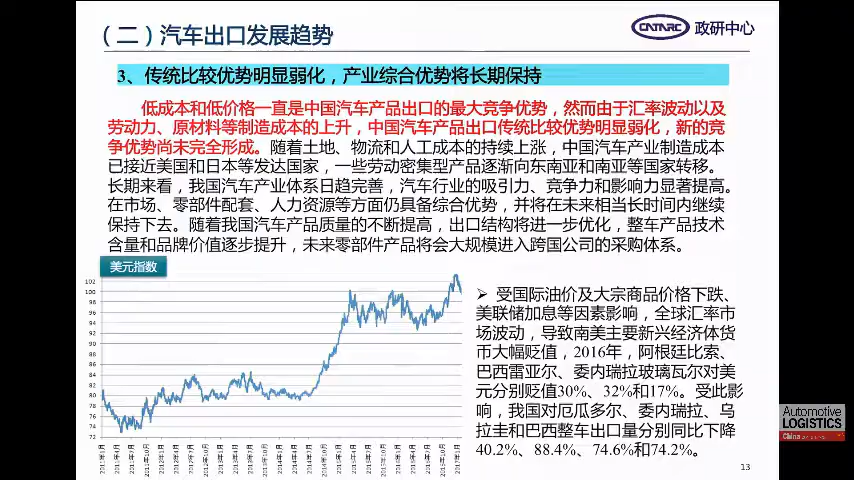 （二）汽车出口发展趋势
CATARC 政研中心
3、传统比较优势明显弱化，产业综合优势将长期保持
低成本和低价格一直是中国汽车产品出口的最大竞争优势，然而由于汇率波动以及
劳动力、原材料等制造成本的上升，中国汽车产品出口传统比较优势明显弱化，新的竞
争优势尚未完全形成。随着土地、物流和人工成本的持续上涨，中国汽车产业制造成本
已接近美国和日本等发达国家，一些劳动密集型产品逐渐向东南亚和南亚等国家转移。
长期来看，我国汽车产业体系日趋完善，汽车行业的吸引力、竞争力和影响力显著提高。
在市场、零部件配套、人力资源等方面仍具备综合优势，并将在未来相当长时间内继续
保持下去。随着我国汽车产品质量的不断提高，出口结构将进一步优化，整车产品技术
含量和品牌价值逐步提升，未来零部件产品将会大规模进入跨国公司的采购体系。
美元指数
102
100
98
96
94
92
90
88
86
84
82
80
78
76
74
72
➢ 受国际油价及大宗商品价格下跌、
美联储加息等因素影响，全球汇率市
场波动，导致南美主要新兴经济体货
币大幅贬值，2016年，阿根廷比索、
巴西雷亚尔、委内瑞拉玻璃瓦尔对美
元分别贬值30%、32%和17%。受此影
响，我国对厄瓜多尔、委内瑞拉、乌
拉圭和巴西整车出口量分别同比下降
40.2%、88.4%、74.6%和74.2%。
13
Automotive
LOGISTICS
China